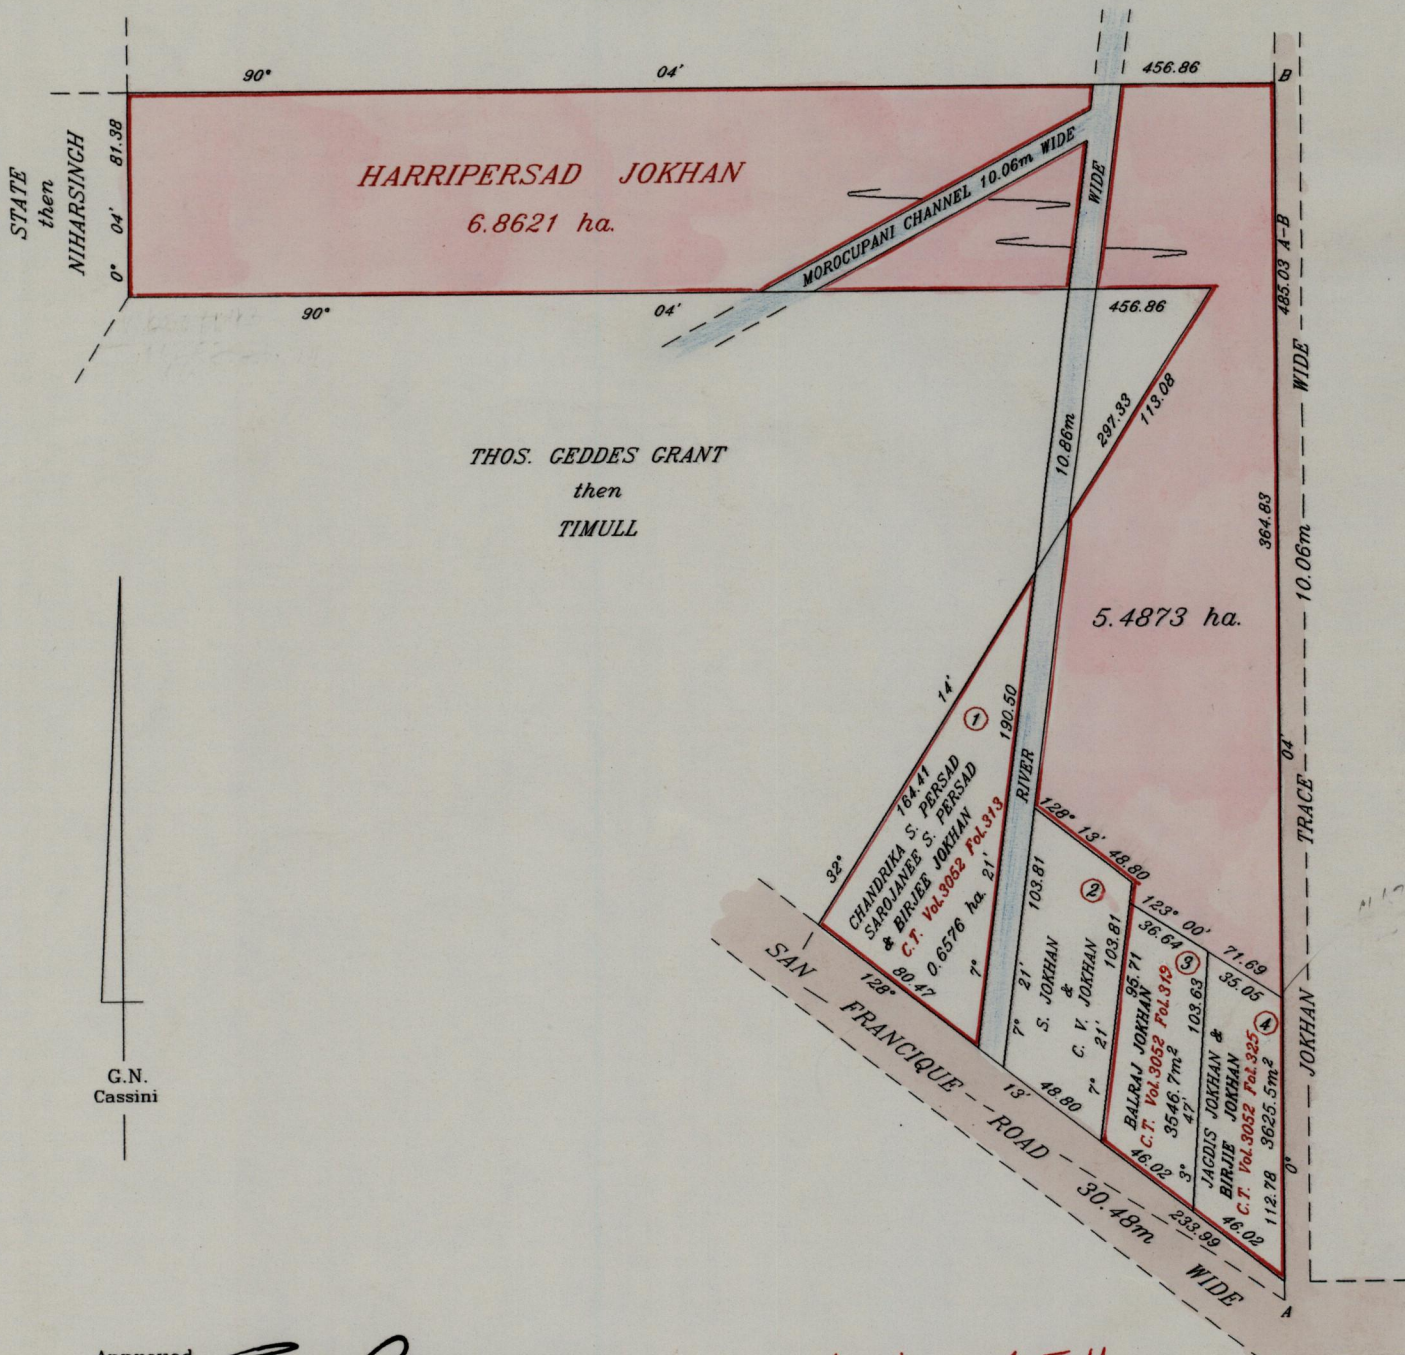 90°
04'
456.86
B
STATE
then
NIHARSINGH
81.38
04'
0°
HARRIPERSAD JOKHAN
6.8621 ha.
MOROCUPANI CHANNEL 10.06m WIDE
WIDE
485.03 A-B
90°
04'
456.86
WIDE
297.33
113.08
10.86m
THOS. GEDDES GRANT
then
TIMULL
364.83
10.06m
5.4873 ha.
14'
1
190.50
164.41
RIVER
04'
TRACE
32°
CHANDRIKA S. PERSAD
SAROJANEE S. PERSAD
& BIRJEE JOKHAN
C.T. Vol.3052 Fol.313
0.6576 ha.
21'
7°
128° 13' 48.80
103.81
2
123° 00' 71.69
36.64
35.05
128°
80.47
SAN FRANCIQUE ROAD
30.48m WIDE
7° 21'
S. JOKHAN
&
C. V. JOKHAN
7° 21' 103.81
3
95.71
BALRAJ JOKHAN
C.T. Vol.3052 Fol.319
3546.7m²
3° 47' 103.63
4
JAGDIS JOKHAN &
BIRJIE JOKHAN
C.T. Vol.3052 Fol.325
3625.5m²
112.78
0°
JOKHAN
13'
48.80
46.02
46.02
233.99
A
G.N.
Cassini
Approved